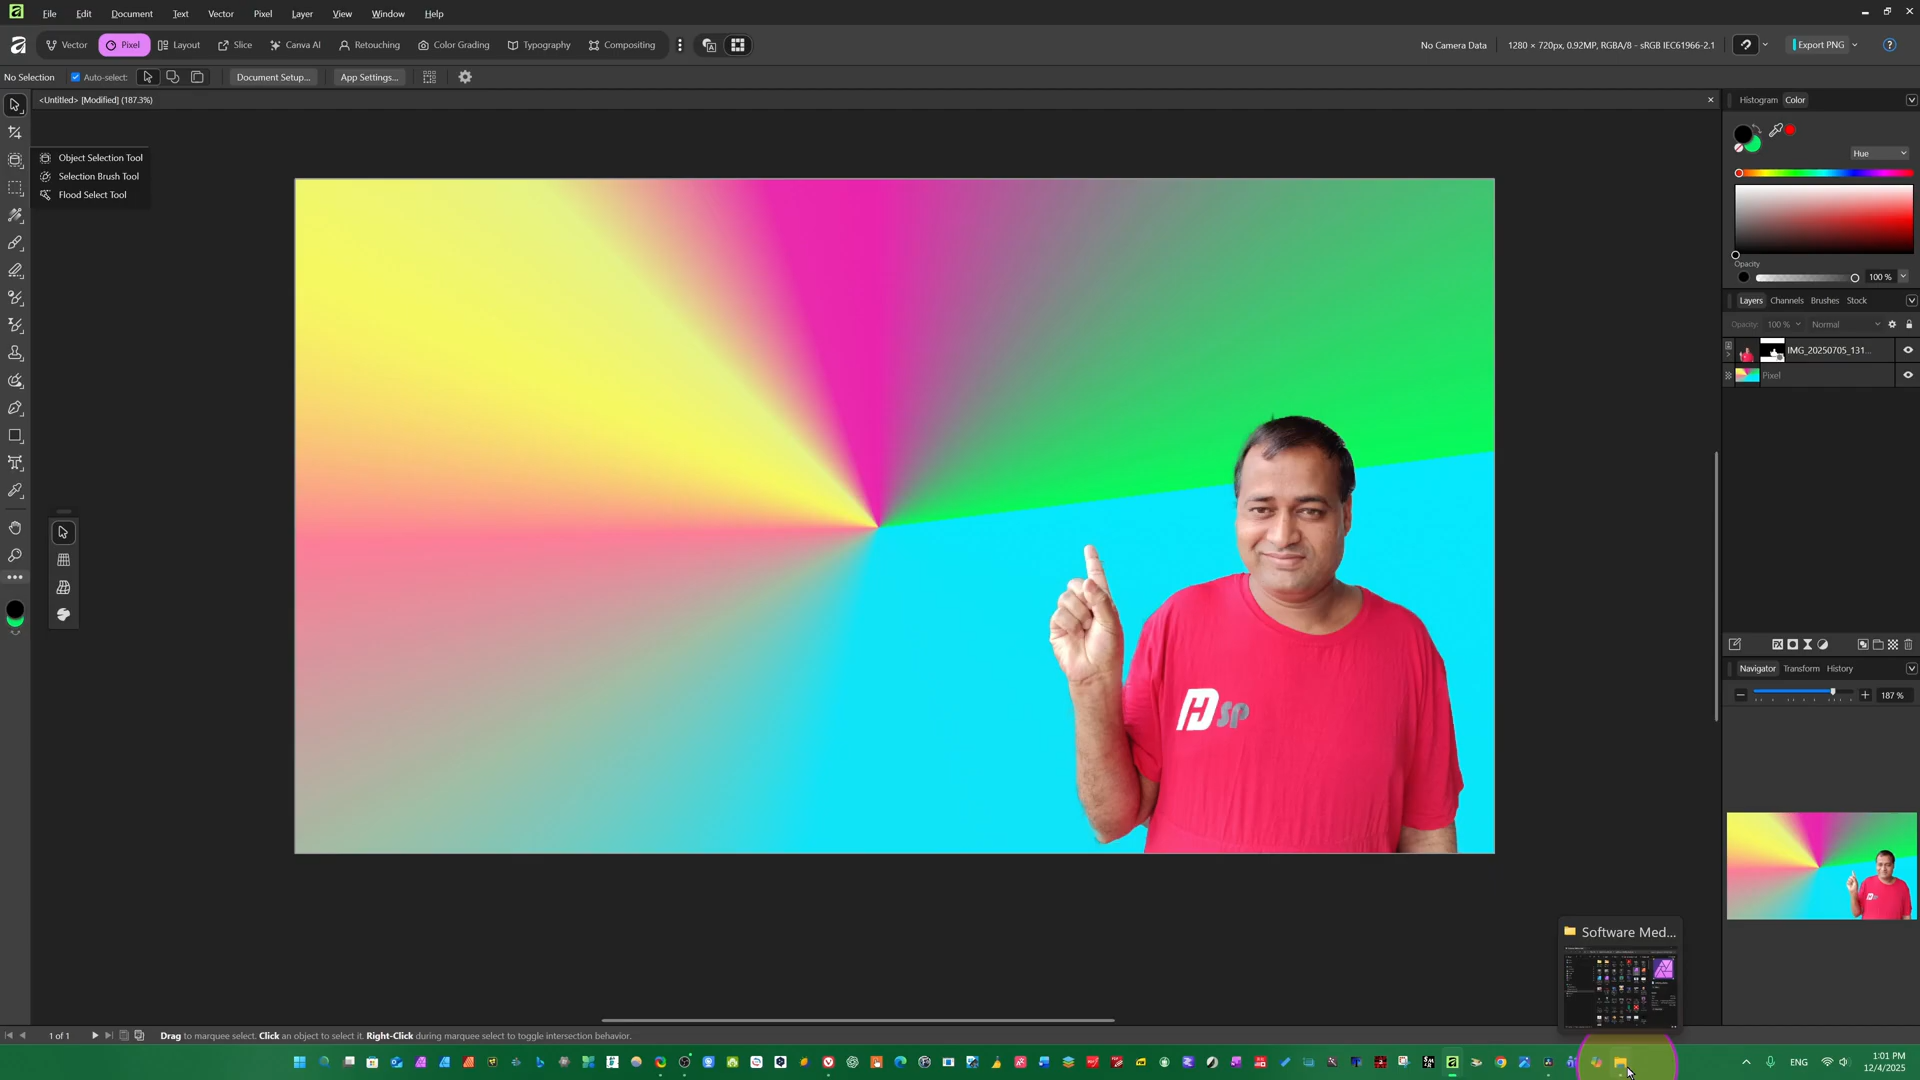 File Edit Document Text Vector Pixel Layer View Window Help
Vector Pixel Layout Slice Canva AI Retouching Color Grading Typography Compositing No Camera Data 1280 × 720px, 0.92MP, RGBA/8 - sRGB IEC61966-2.1 Export PNG
No Selection Auto-select: Document Setup... App Settings...
<Untitled> [Modified] (187.3%)
Histogram Color
Hue
Object Selection Tool
Selection Brush Tool
Flood Select Tool
Opacity
100 %
Layers Channels Brushes Stock
Opacity: 100 % Normal
IMG_20250705_131...
Pixel
Navigator Transform History
187 %
HD sp
Software Med...
1 of 1 Drag to marquee select. Click an object to select it. Right-Click during marquee select to toggle intersection behavior.
ENG 1:01 PM
12/4/2025